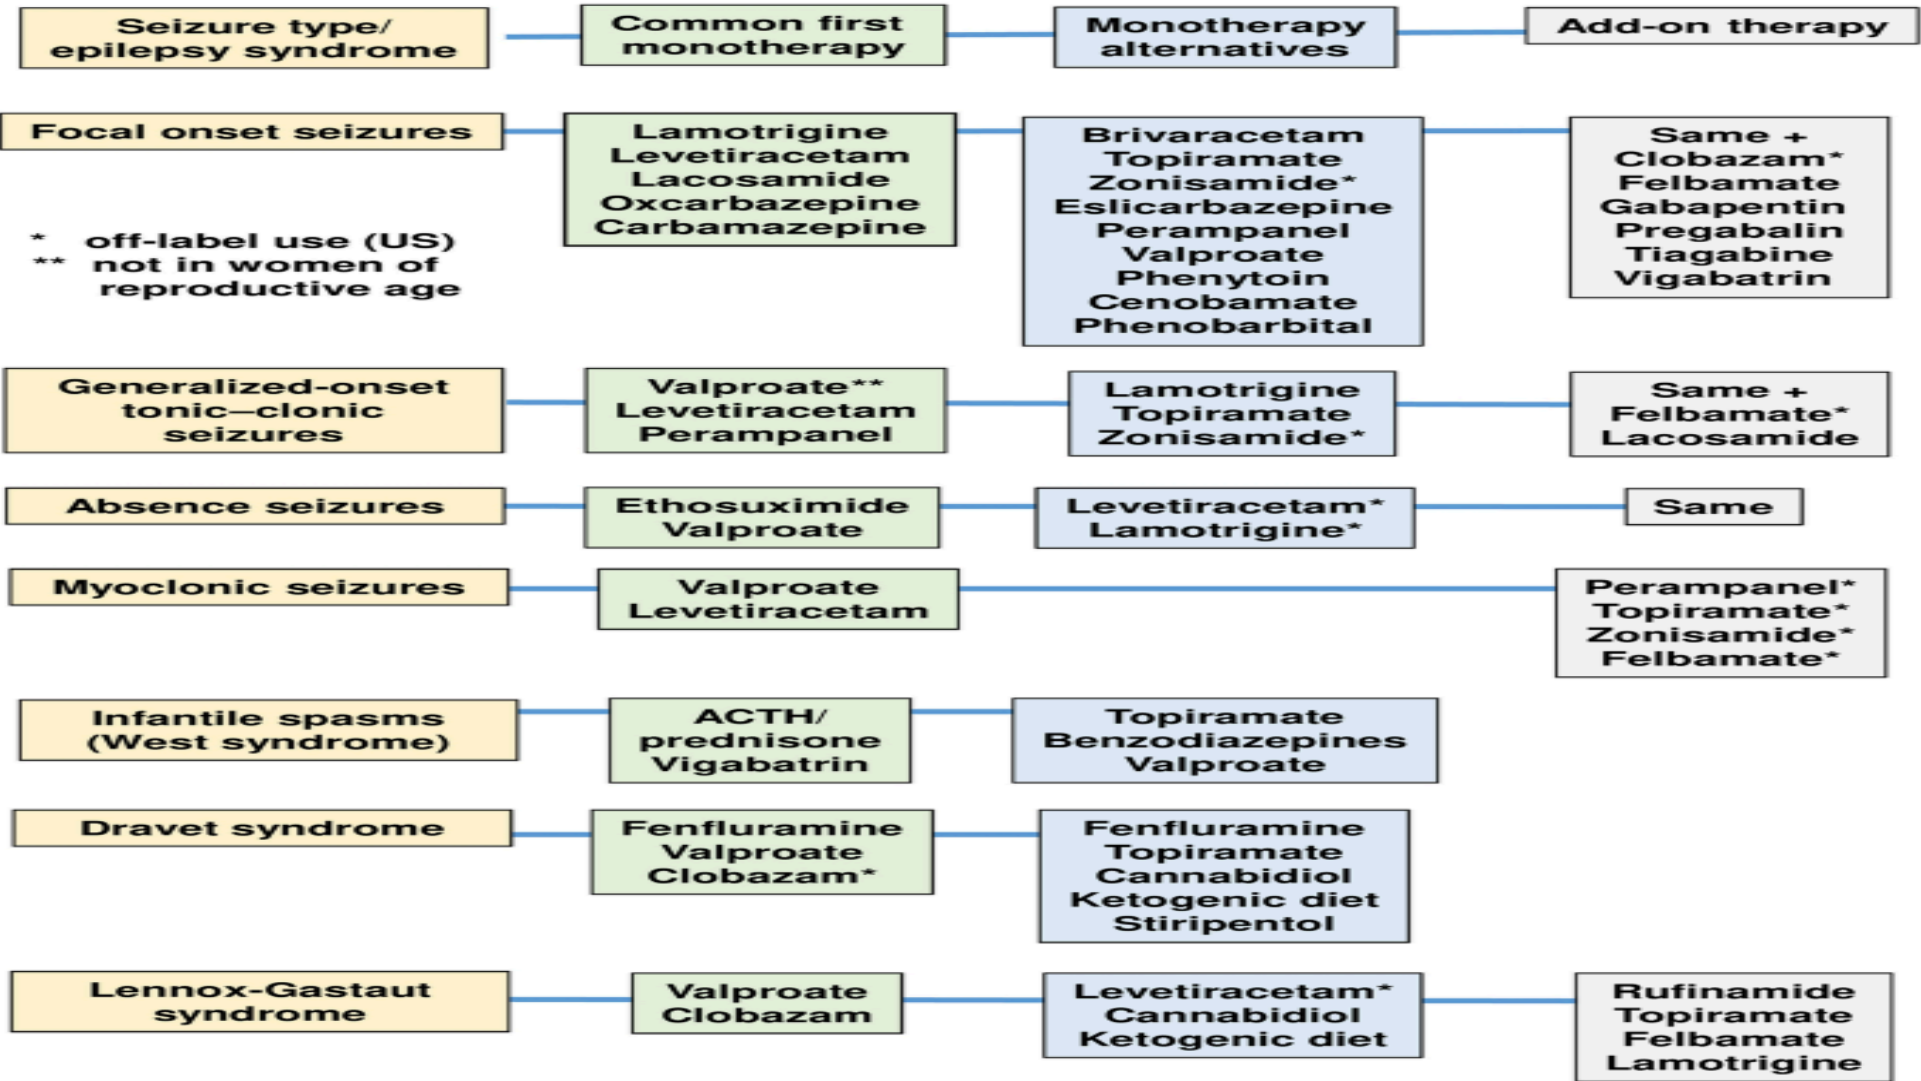 Seizure type/
epilepsy syndrome
Common first
monotherapy
Monotherapy
alternatives
Add-on therapy
Focal onset seizures
Lamotrigine
Levetiracetam
Lacosamide
Oxcarbazepine
Carbamazepine
Brivaracetam
Topiramate
Zonisamide*
Eslicarbazepine
Perampanel
Valproate
Phenytoin
Cenobamate
Phenobarbital
Same +
Clobazam*
Felbamate
Gabapentin
Pregabalin
Tiagabine
Vigabatrin
* off-label use (US)
** not in women of
reproductive age
Generalized-onset
tonic–clonic
seizures
Valproate**
Levetiracetam
Perampanel
Lamotrigine
Topiramate
Zonisamide*
Same +
Felbamate*
Lacosamide
Absence seizures
Ethosuximide
Valproate
Levetiracetam*
Lamotrigine*
Same
Myoclonic seizures
Valproate
Levetiracetam
Perampanel*
Topiramate*
Zonisamide*
Felbamate*
Infantile spasms
(West syndrome)
ACTH/
prednisone
Vigabatrin
Topiramate
Benzodiazepines
Valproate
Dravet syndrome
Fenfluramine
Valproate
Clobazam*
Fenfluramine
Topiramate
Cannabidiol
Ketogenic diet
Stiripentol
Lennox-Gastaut
syndrome
Valproate
Clobazam
Levetiracetam*
Cannabidiol
Ketogenic diet
Rufinamide
Topiramate
Felbamate
Lamotrigine